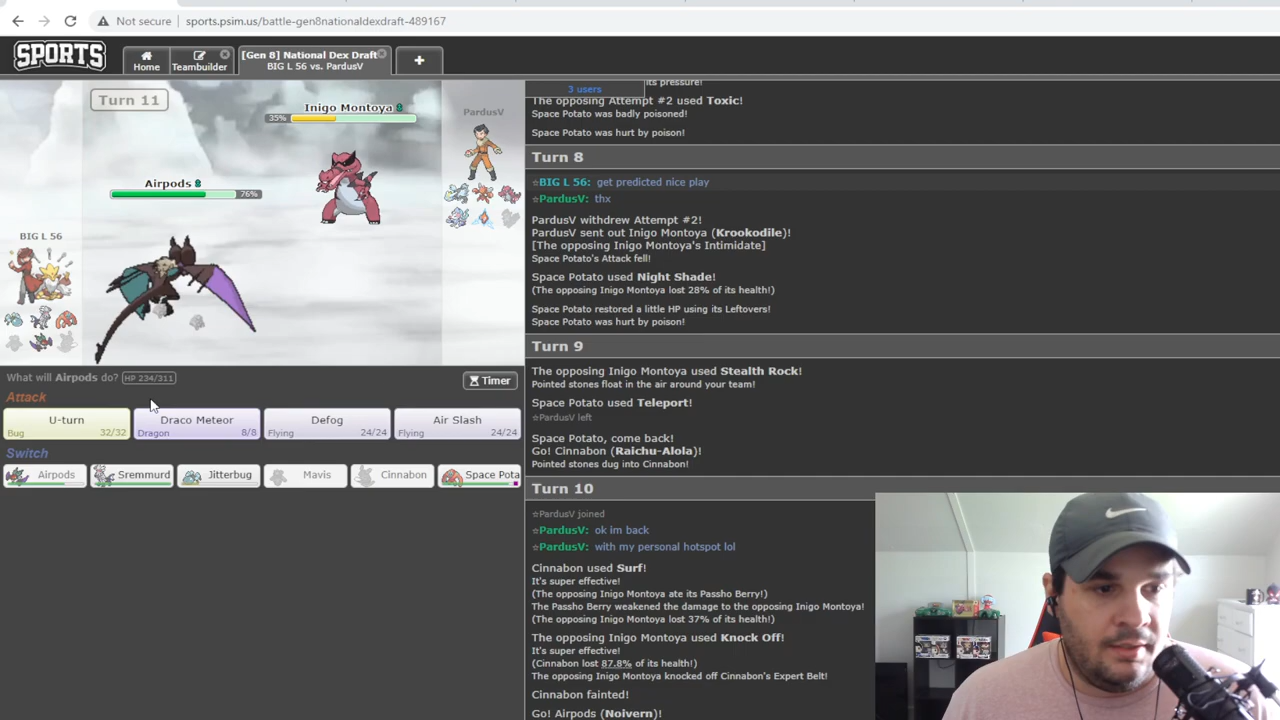 Not secure
sports.psim.us/battle-gen8nationaldexdraft-489167
SPORTS
Home
Teambuilder
[Gen 8] National Dex Draft
BIG L 56 vs. PardusV
+
Turn 11
Inigo Montoya
35%
PardusV
Airpods
76%
BIG L 56
3 users
its pressure!
The opposing Attempt #2 used Toxic!
Space Potato was badly poisoned!
Space Potato was hurt by poison!
Turn 8
☆BIG L 56: get predicted nice play
☆PardusV: thx
PardusV withdrew Attempt #2!
PardusV sent out Inigo Montoya (Krookodile)!
[The opposing Inigo Montoya's Intimidate]
Space Potato's Attack fell!
Space Potato used Night Shade!
(The opposing Inigo Montoya lost 28% of its health!)
Space Potato restored a little HP using its Leftovers!
Space Potato was hurt by poison!
Turn 9
The opposing Inigo Montoya used Stealth Rock!
Pointed stones float in the air around your team!
Space Potato used Teleport!
☆PardusV left
Space Potato, come back!
Go! Cinnabon (Raichu-Alola)!
Pointed stones dug into Cinnabon!
Turn 10
☆PardusV joined
☆PardusV: ok im back
☆PardusV: with my personal hotspot lol
Cinnabon used Surf!
It's super effective!
(The opposing Inigo Montoya ate its Passho Berry!)
The Passho Berry weakened the damage to the opposing Inigo Montoya!
(The opposing Inigo Montoya lost 37% of its health!)
The opposing Inigo Montoya used Knock Off!
It's super effective!
(Cinnabon lost 87.8% of its health!)
The opposing Inigo Montoya knocked off Cinnabon's Expert Belt!
Cinnabon fainted!
Go! Airpods (Noivern)!
What will Airpods do? HP 234/311
Timer
Attack
U-turn
Bug 32/32
Draco Meteor
Dragon 8/8
Defog
Flying 24/24
Air Slash
Flying 24/24
Switch
Airpods
Sremmurd
Jitterbug
Mavis
Cinnabon
Space Pota